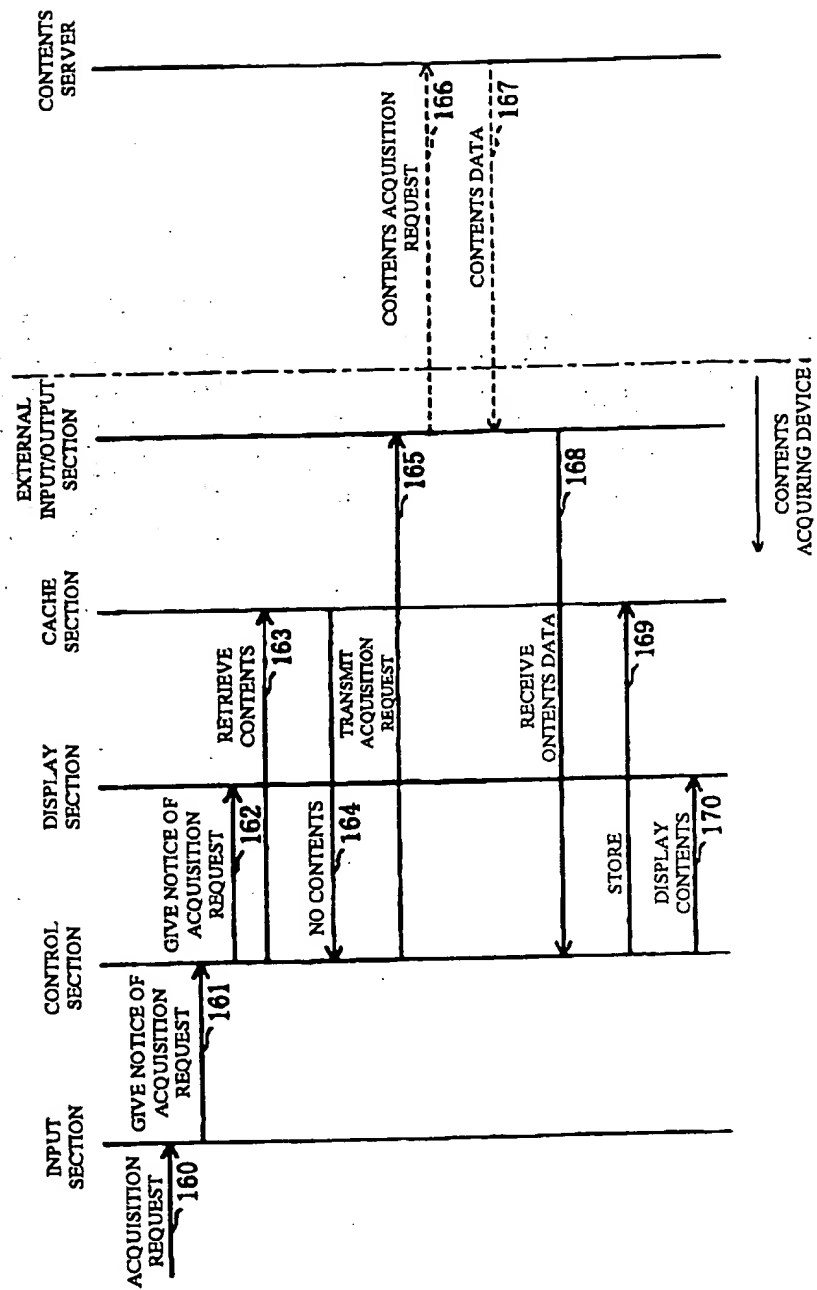 INPUT
SECTION
CONTROL
SECTION
DISPLAY
SECTION
CACHE
SECTION
EXTERNAL
INPUT/OUTPUT
SECTION
CONTENTS
SERVER
ACQUISITION
REQUEST
160
GIVE NOTICE OF
ACQUISITION
REQUEST
161
GIVE NOTICE OF
ACQUISITION
REQUEST
162
RETRIEVE
CONTENTS
163
NO CONTENTS
164
TRANSMIT
ACQUISITION
REQUEST
165
CONTENTS ACQUISITION
REQUEST
166
CONTENTS DATA
167
RECEIVE
ONTENTS DATA
168
STORE
169
DISPLAY
CONTENTS
170
CONTENTS
ACQUIRING DEVICE